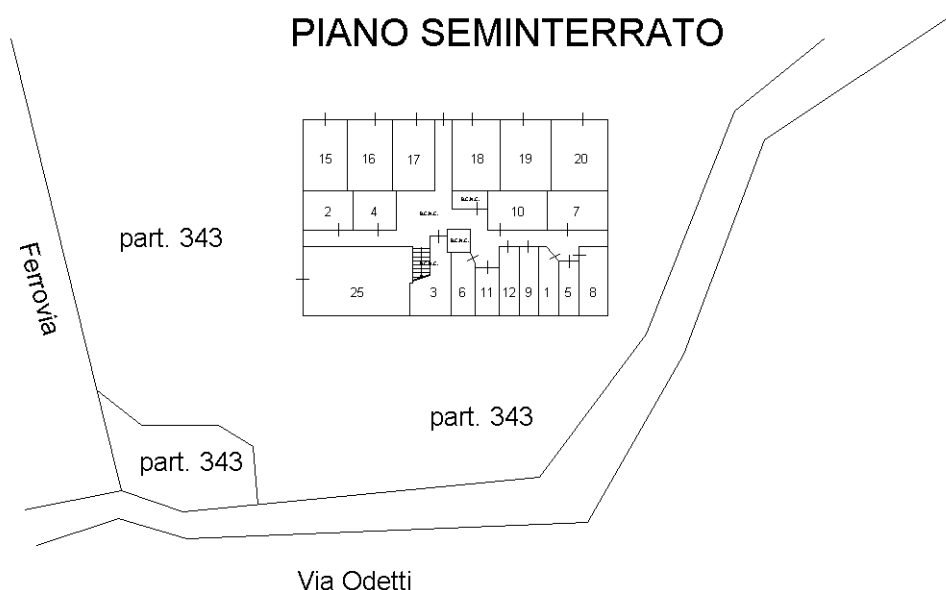 PIANO SEMINTERRATO
15 16 17 18 19 20
B.C.N.C.
2 4 B.C.N.C. 10 7
part. 343
B.C.N.C.
Ferrovia
B.C.N.C.
25 3 6 11 12 9 1 5 8
part. 343
part. 343
Via Odetti